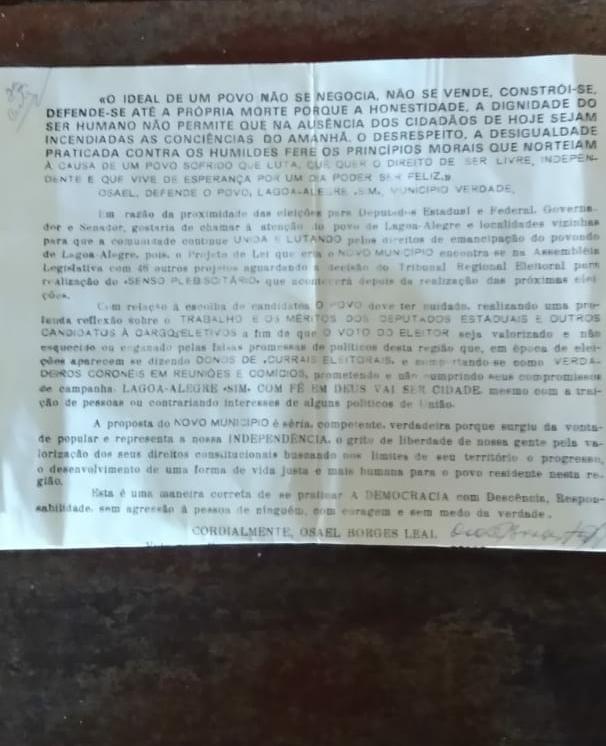 «O IDEAL DE UM POVO NÃO SE NEGOCIA, NÃO SE VENDE, CONSTRÓI-SE,
DEFENDE-SE ATÉ A PRÓPRIA MORTE PORQUE A HONESTIDADE, A DIGNIDADE DO
SER HUMANO NÃO PERMITE QUE NA AUSÊNCIA DOS CIDADÃOS DE HOJE SEJAM
INCENDIADAS AS CONCIÊNCIAS DO AMANHÃ. O DESRESPEITO, A DESIGUALDADE
PRATICADA CONTRA OS HUMILDES FERE OS PRINCÍPIOS MORAIS QUE NORTEIAM
A CAUSA DE UM POVO SOFRIDO QUE LUTA, QUE QUER O DIREITO DE SER LIVRE, INDEPEN-
DENTE E QUE VIVE DE ESPERANÇA POR UM DIA PODER SER FELIZ.»
OSAEL, DEFENDE O POVO, LAGOA-ALEGRE «SIM», MUNICÍPIO VERDADE.
Em razão da proximidade das eleições para Deputados Estadual e Federal, Governa-
dor e Senador, gostaria de chamar à atenção do povo de Lagoa-Alegre e localidades vizinhas
para que a comunidade continue UNIDA E LUTANDO pelos direitos de emancipação do povoado
de Lagoa-Alegre, pois, o Projeto de Lei que cria o NOVO MUNICÍPIO encontra se na Assembléia
Legislativa com 46 outros projetos aguardando a decisão do Tribunal Regional Eleitoral para
realização do «SENSO PLEBISCITÁRIO», que acontecerá depois da realização das próximas elei-
ções.
Com relação à escolha de candidatos O POVO deve ter cuidado, realizando uma pro-
funda reflexão sobre o TRABALHO E OS MÉRITOS DOS DEPUTADOS ESTADUAIS E OUTROS
CANDIDATOS À CARGO ELETIVOS a fim de que O VOTO DO ELEITOR seja valorizado e não
esquecido ou enganado pelas falsas promessas de políticos desta região que, em época de elei-
ções aparecem se dizendo DONOS DE «CURRAIS ELEITORAIS», e comportando-se como VERDA-
DEIROS CORONÉIS EM REUNIÕES E COMÍCIOS, prometendo e não cumprindo seus compromissos
de campanha. LAGOA-ALEGRE «SIM», COM FÉ EM DEUS VAI SER CIDADE, mesmo com a trai-
ção de pessoas ou contrariando interesses de alguns políticos de União.
A proposta do NOVO MUNICÍPIO é séria, competente, verdadeira porque surgiu da vonta-
de popular e representa a nossa INDEPENDÊNCIA, o grito de liberdade de nossa gente pela va-
lorização dos seus direitos constitucionais buscando nos limites de seu território o progresso,
o desenvolvimento de uma forma de vida justa e mais humana para o povo residente nesta re-
gião.
Esta é uma maneira correta de se praticar A DEMOCRACIA com Descência, Respon-
sabilidade, sem agressão à pessoa de ninguém, com coragem e sem medo da verdade.
CORDIALMENTE, OSAEL BORGES LEAL